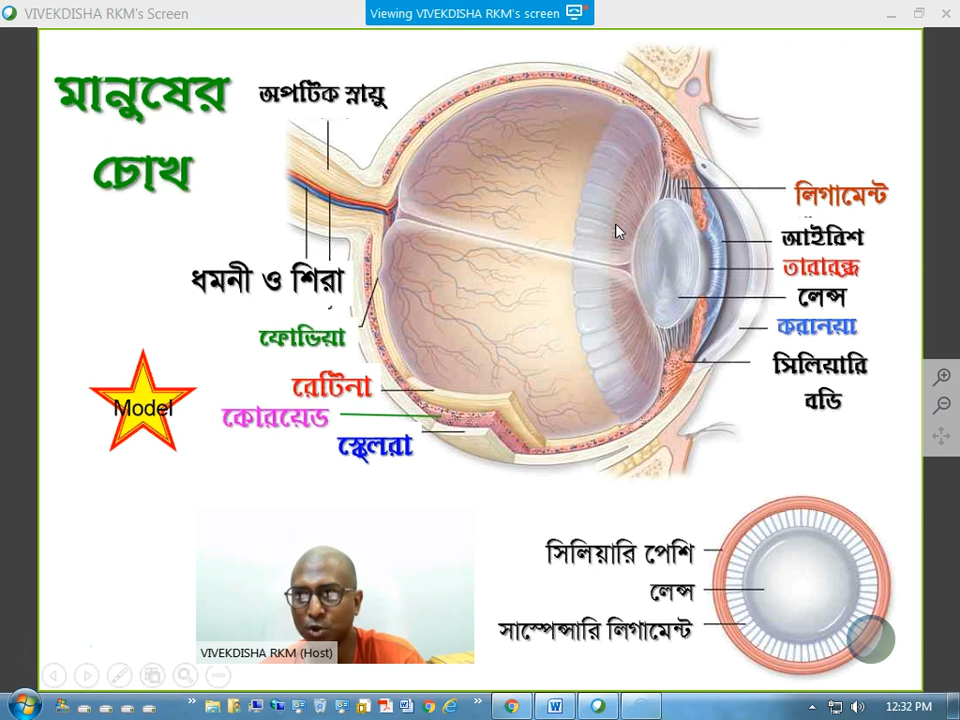 VIVEKDISHA RKM's Screen
Viewing VIVEKDISHA RKM's screen
মানুষের
চোখ
অপটিক স্নায়ু
লিগামেন্ট
আইরিশ
তারারন্ধ্র
লেন্স
করনিয়া
সিলিয়ারি
বডি
ধমনী ও শিরা
ফোভিয়া
রেটিনা
কোরয়েড
স্ক্লেরা
Model
সিলিয়ারি পেশি
লেন্স
সাস্পেন্সারি লিগামেন্ট
VIVEKDISHA RKM (Host)
12:32 PM